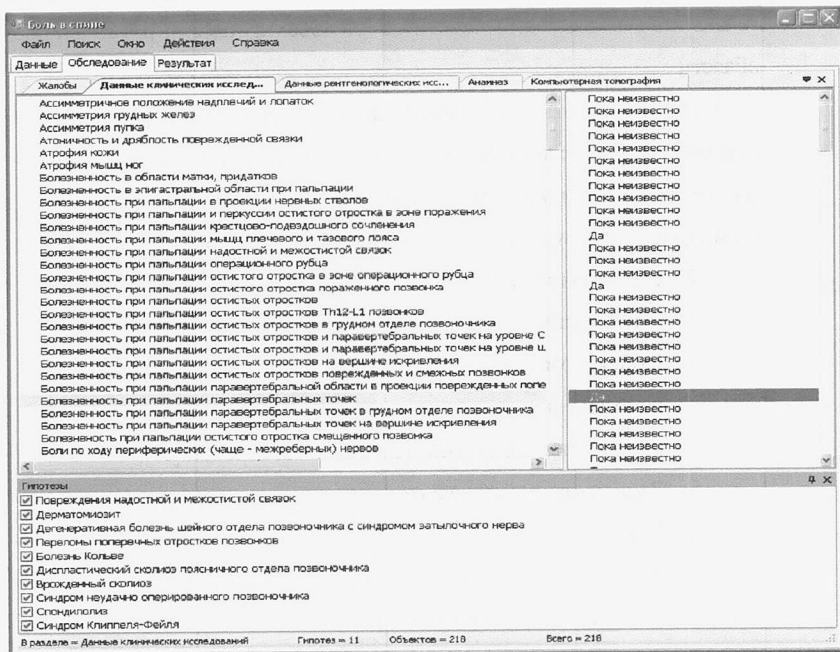 Боль в спине
Файл Поиск Окно Действия Справка
Данные Обследование Результат
Жалобы Данные клинических исслед... Данные рентгенологических исс... Анализ Компьютерная томография
Ассимметричное положение надплечий и лопаток
Ассимметрия грудных желез
Ассимметрия пупка
Атоничность и дряблость поврежденной связки
Атрофия кожи
Атрофия мышц ног
Болезненность в области матки, придатков
Болезненность в эпигастральной области при пальпации
Болезненность при пальпации в проекции нервных стволов
Болезненность при пальпации и перкуссии остистого отростка в зоне поражения
Болезненность при пальпации крестцово-подвздошного сочленения
Болезненность при пальпации мышц плечевого и тазового пояса
Болезненность при пальпации надостной и межостистой связок
Болезненность при пальпации операционного рубца
Болезненность при пальпации остистого отростка в зоне операционного рубца
Болезненность при пальпации остистого отростка пораженного позвонка
Болезненность при пальпации остистых отростков
Болезненность при пальпации остистых отростков Th12-L1 позвонков
Болезненность при пальпации остистых отростков в грудном отделе позвоночника
Болезненность при пальпации остистых отростков и паравертебральных точек на уровне С
Болезненность при пальпации остистых отростков и паравертебральных точек на уровне ш
Болезненность при пальпации остистых отростков на вершине искривления
Болезненность при пальпации остистых отростков поврежденных и смежных позвонков
Болезненность при пальпации паравертебральной области в проекции поврежденных попе
Болезненность при пальпации паравертебральных точек
Болезненность при пальпации паравертебральных точек в грудном отделе позвоночника
Болезненность при пальпации паравертебральных точек на вершине искривления
Болезненость при пальпации остистого отростка смещенного позвонка
Боли по ходу периферических (чаще - межреберных) нервов
Пока неизвестно
Пока неизвестно
Пока неизвестно
Пока неизвестно
Пока неизвестно
Пока неизвестно
Пока неизвестно
Пока неизвестно
Пока неизвестно
Пока неизвестно
Пока неизвестно
Да
Пока неизвестно
Пока неизвестно
Пока неизвестно
Да
Пока неизвестно
Пока неизвестно
Пока неизвестно
Пока неизвестно
Пока неизвестно
Пока неизвестно
Пока неизвестно
Пока неизвестно
Да
Пока неизвестно
Пока неизвестно
Пока неизвестно
Пока неизвестно
Гипотезы
Повреждения надостной и межостистой связок
Дерматомиозит
Дегенеративная болезнь шейного отдела позвоночника с синдромом затылочного нерва
Переломы поперечных отростков позвонков
Болезнь Кальве
Диспластический сколиоз поясничного отдела позвоночника
Врожденный сколиоз
Синдром неудачно оперированного позвоночника
Спондилолиз
Синдром Клиппеля-Фейля
В разделе = Данные клинических исследований Гипотез = 11 Объектов = 218 Всего = 218